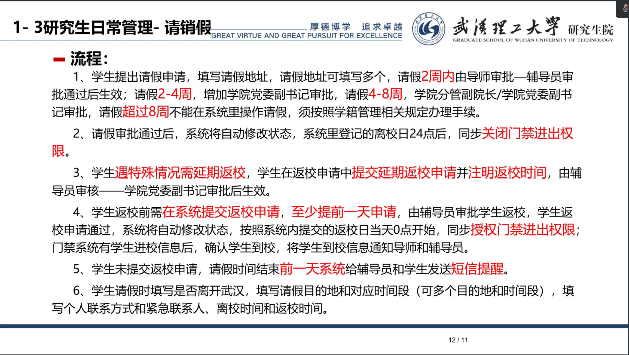 1- 3研究生日常管理- 请销假
厚德博学 追求卓越
GREAT VIRTUE AND GREAT PURSUIT FOR EXCELLENCE
武汉理工大学 研究生院
GRADUATE SCHOOL OF WUHAN UNIVERSITY OF TECHNOLOGY
流程：
1、学生提出请假申请，填写请假地址，请假地址可填写多个，请假2周内由导师审批—辅导员审
批通过后生效；请假2-4周，增加学院党委副书记审批，请假4-8周，学院分管副院长/学院党委副书
记审批，请假超过8周不能在系统里操作请假，须按照学籍管理相关规定办理手续。
2、请假审批通过后，系统将自动修改状态，系统里登记的离校日24点后，同步关闭门禁进出权
限。
3、学生遇特殊情况需延期返校，学生在返校申请中提交延期返校申请并注明返校时间，由辅
导员审核——学院党委副书记审批后生效。
4、学生返校前需在系统提交返校申请，至少提前一天申请，由辅导员审批学生返校，学生返
校申请通过，系统将自动修改状态，按照系统内提交的返校日当天0点开始，同步授权门禁进出权限；
门禁系统有学生进校信息后，确认学生到校，将学生到校信息通知导师和辅导员。
5、学生未提交返校申请，请假时间结束前一天系统给辅导员和学生发送短信提醒。
6、学生请假时填写是否离开武汉，填写请假目的地和对应时间段（可多个目的地和时间段），填
写个人联系方式和紧急联系人、离校时间和返校时间。
12 / 11